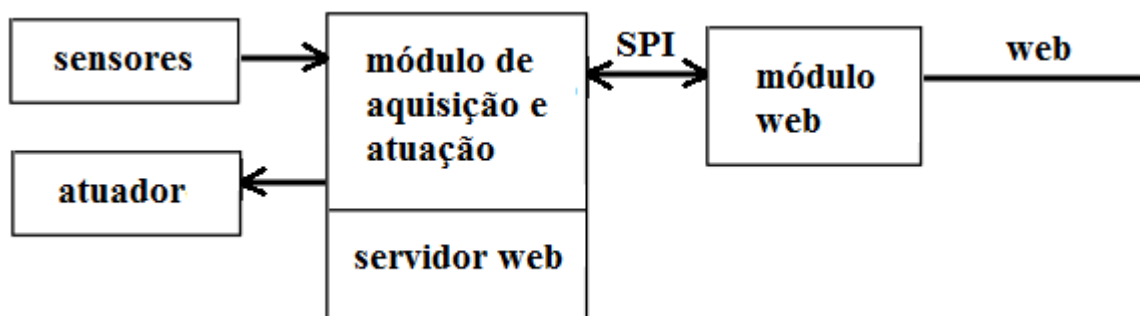 sensores
módulo de
aquisição e
atuação
SPI
módulo
web
web
atuador
servidor web